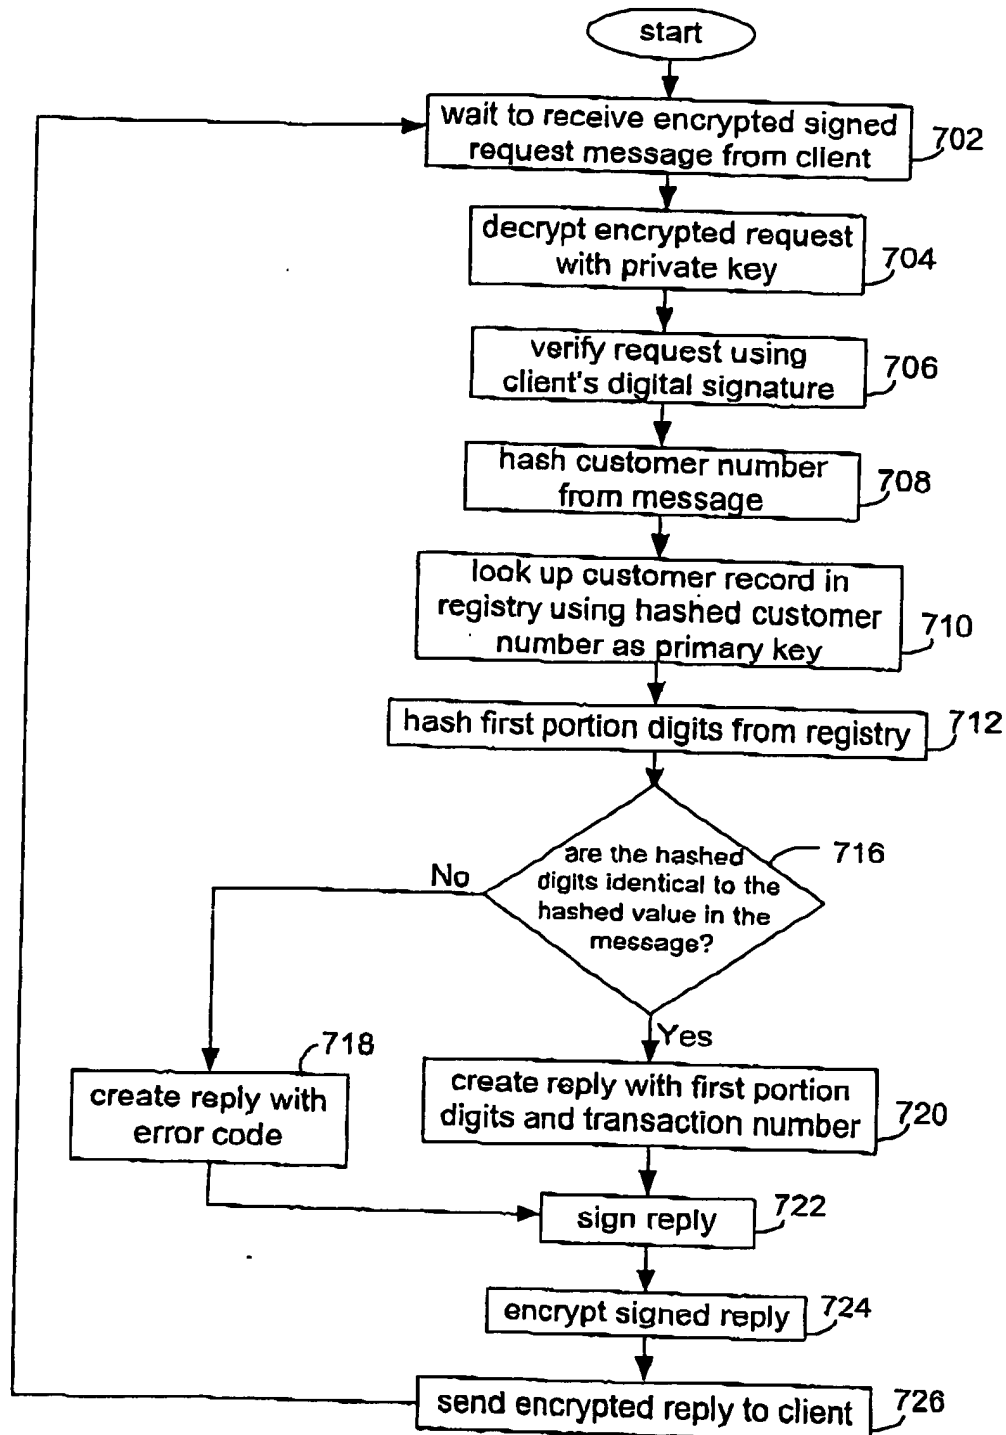 start
wait to receive encrypted signed
request message from client
702
decrypt encrypted request
with private key
704
verify request using
client's digital signature
706
hash customer number
from message
708
look up customer record in
registry using hashed customer
number as primary key
710
hash first portion digits from registry
712
are the hashed
digits identical to the
hashed value in the
message?
716
No
Yes
718
create reply with
error code
create reply with first portion
digits and transaction number
720
sign reply
722
encrypt signed reply
724
send encrypted reply to client
726